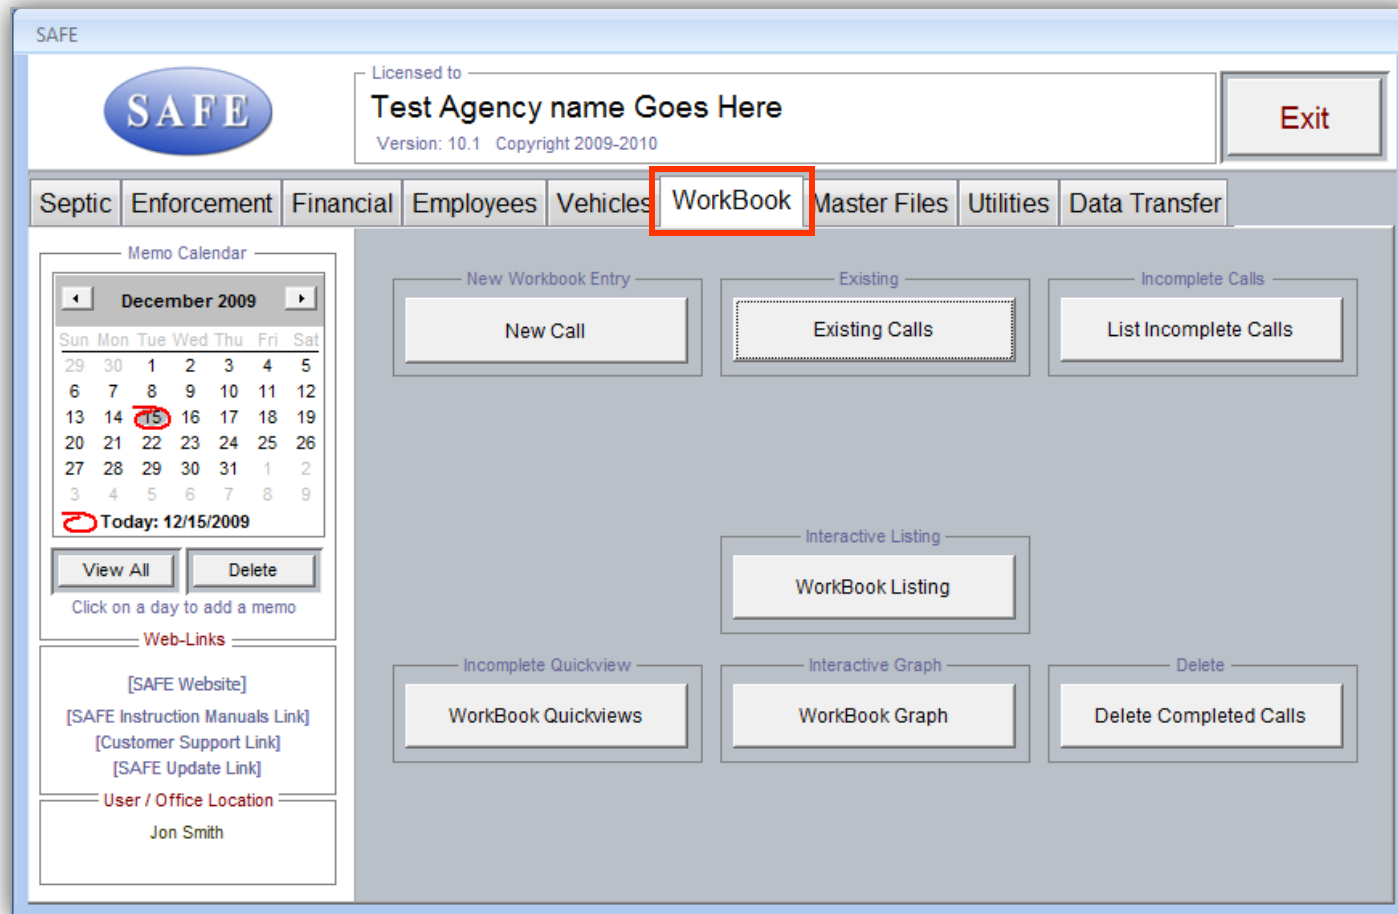 SAFE
SAFE
Licensed to
Test Agency name Goes Here
Version: 10.1 Copyright 2009-2010
Exit
Septic Enforcement Financial Employees Vehicles WorkBook Master Files Utilities Data Transfer
Memo Calendar
December 2009
Sun Mon Tue Wed Thu Fri Sat
29 30 1 2 3 4 5
6 7 8 9 10 11 12
13 14 15 16 17 18 19
20 21 22 23 24 25 26
27 28 29 30 31 1 2
3 4 5 6 7 8 9
Today: 12/15/2009
View All Delete
Click on a day to add a memo
Web-Links
[SAFE Website]
[SAFE Instruction Manuals Link]
[Customer Support Link]
[SAFE Update Link]
User / Office Location
Jon Smith
New Workbook Entry
New Call
Existing
Existing Calls
Incomplete Calls
List Incomplete Calls
Interactive Listing
WorkBook Listing
Incomplete Quickview
WorkBook Quickviews
Interactive Graph
WorkBook Graph
Delete
Delete Completed Calls